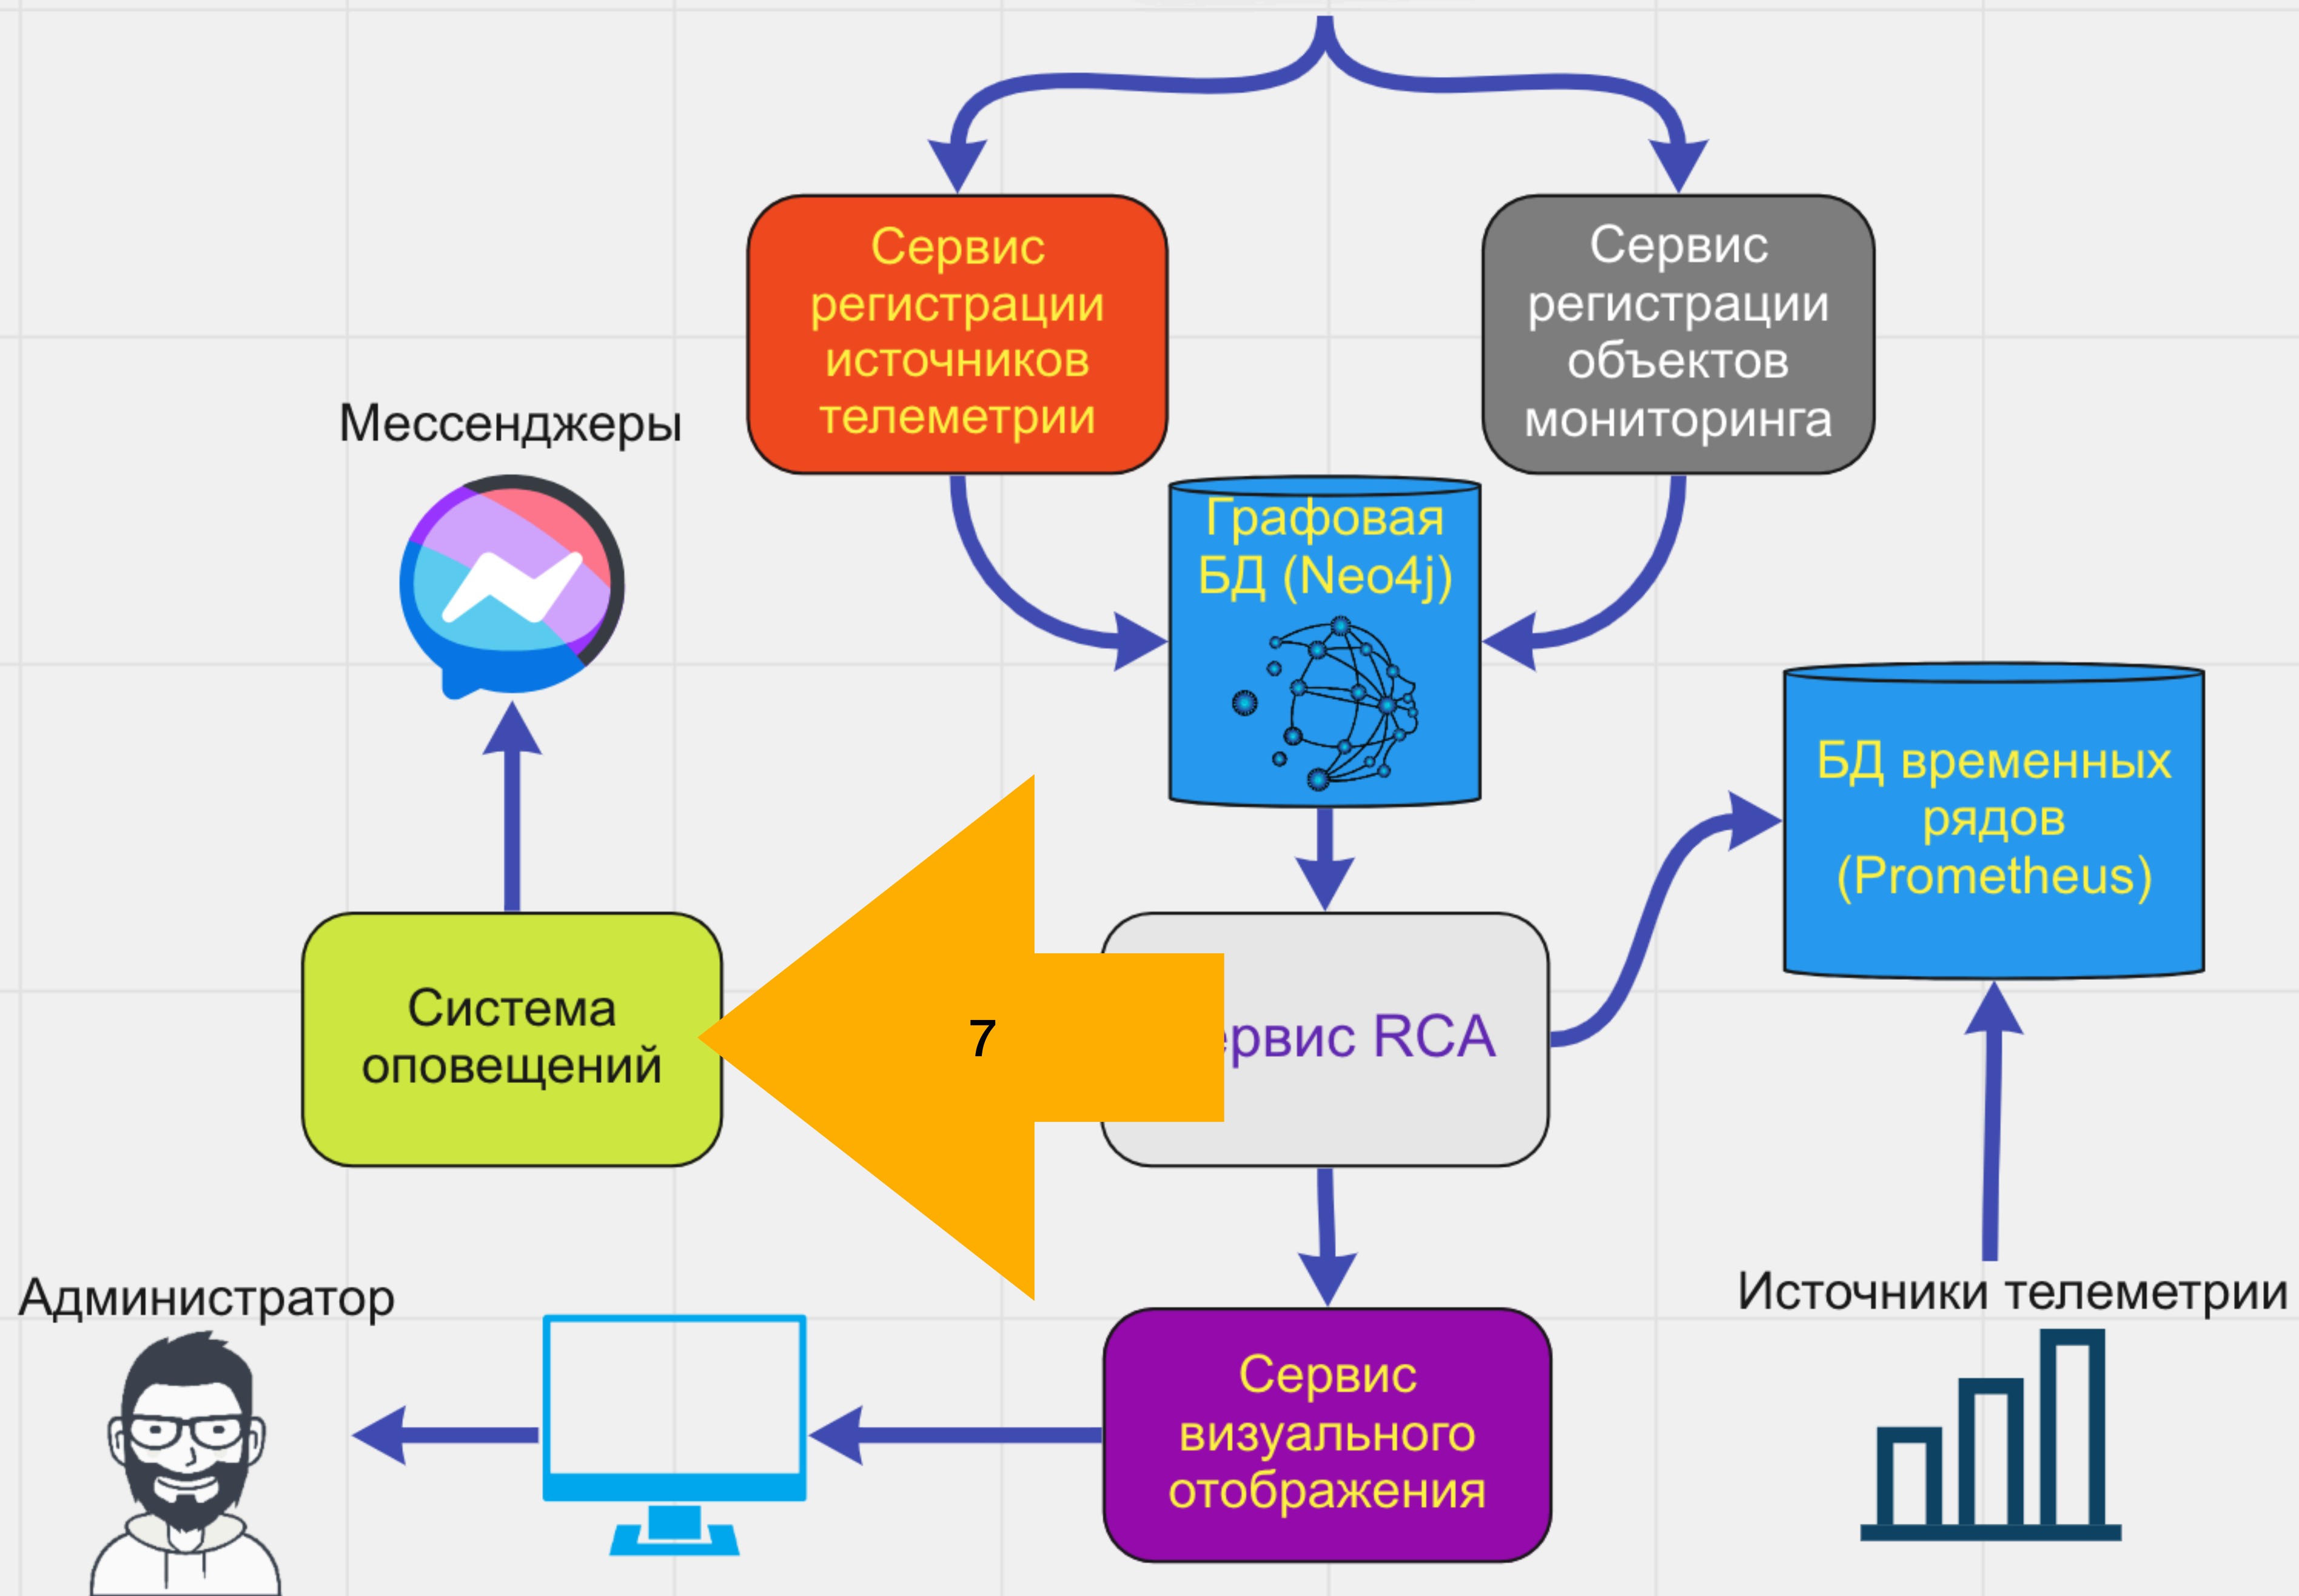 Сервис
регистрации
источников
телеметрии
Сервис
регистрации
объектов
мониторинга
Мессенджеры
Графовая
БД (Neo4j)
БД временных
рядов
(Prometheus)
Система
оповещений
7
ервис RCA
Администратор
Источники телеметрии
Сервис
визуального
отображения